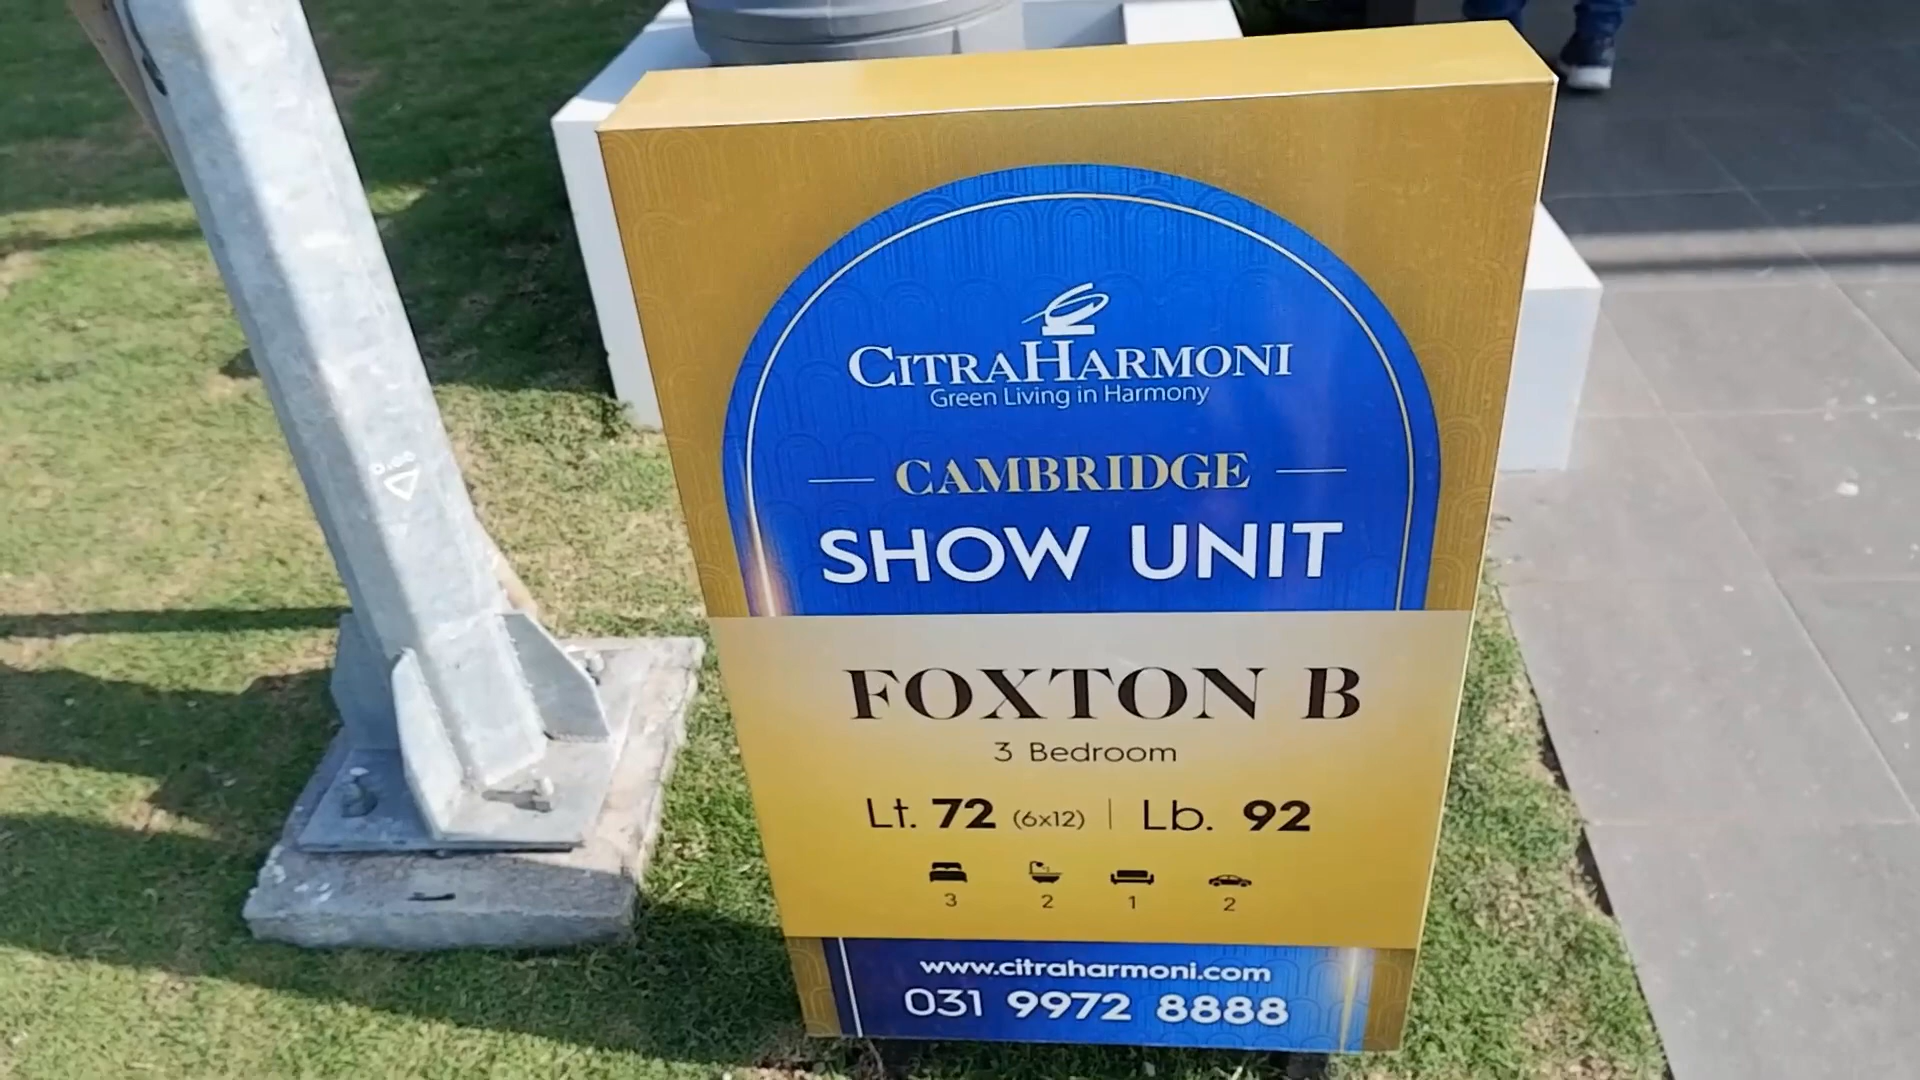 CITRAHARMONI
Green Living in Harmony
CAMBRIDGE
SHOW UNIT
FOXTON B
3 Bedroom
Lt. 72 (6x12) | Lb. 92
3 2 1 2
www.citraharmoni.com
031 9972 8888